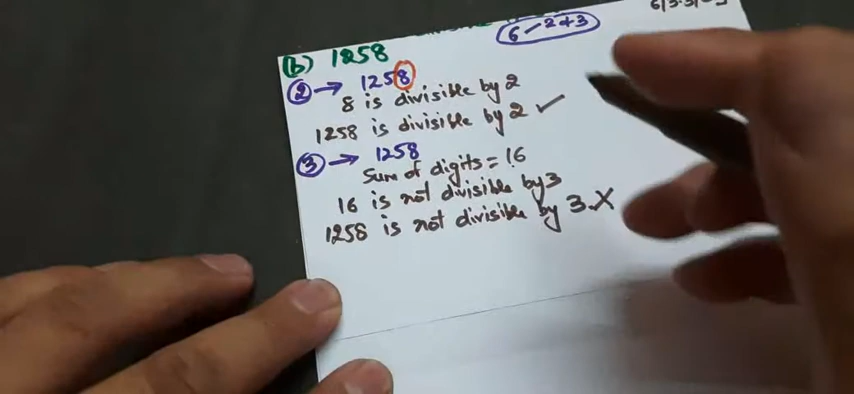 6 - 2 + 3
(b) 1258
② → 1258
8 is divisible by 2
1258 is divisible by 2 ✓
③ → 1258
Sum of digits = 16
16 is not divisible by 3
1258 is not divisible by 3. X